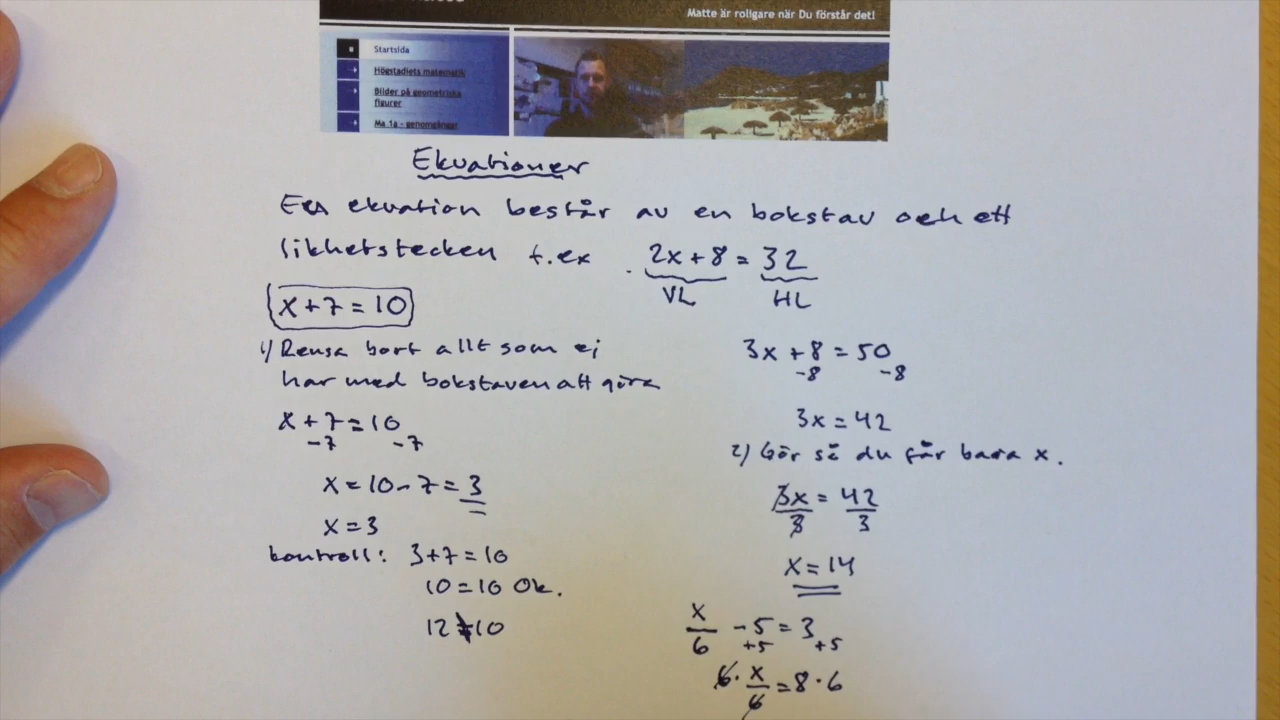 Matte är roligare när Du förstår det!
Startsida
Högstadiets matematik
Bilder på geometriska
figurer
Ma 1a - genomgångar
Ekvationer
En ekvation består av en bokstav och ett
likhetstecken t.ex 2x+8=32
VL HL
x+7=10
1) Rensa bort allt som ej
har med bokstaven att göra
x+7=10
-7 -7
x=10-7=3
x=3
kontroll: 3+7=10
10=10 Ok.
12≠10
3x+8=50
-8 -8
3x=42
2) Gör så du får bara x.
3x/3 = 42/3
x=14
x/6 -5=3
+5 +5
6·x/6=8·6